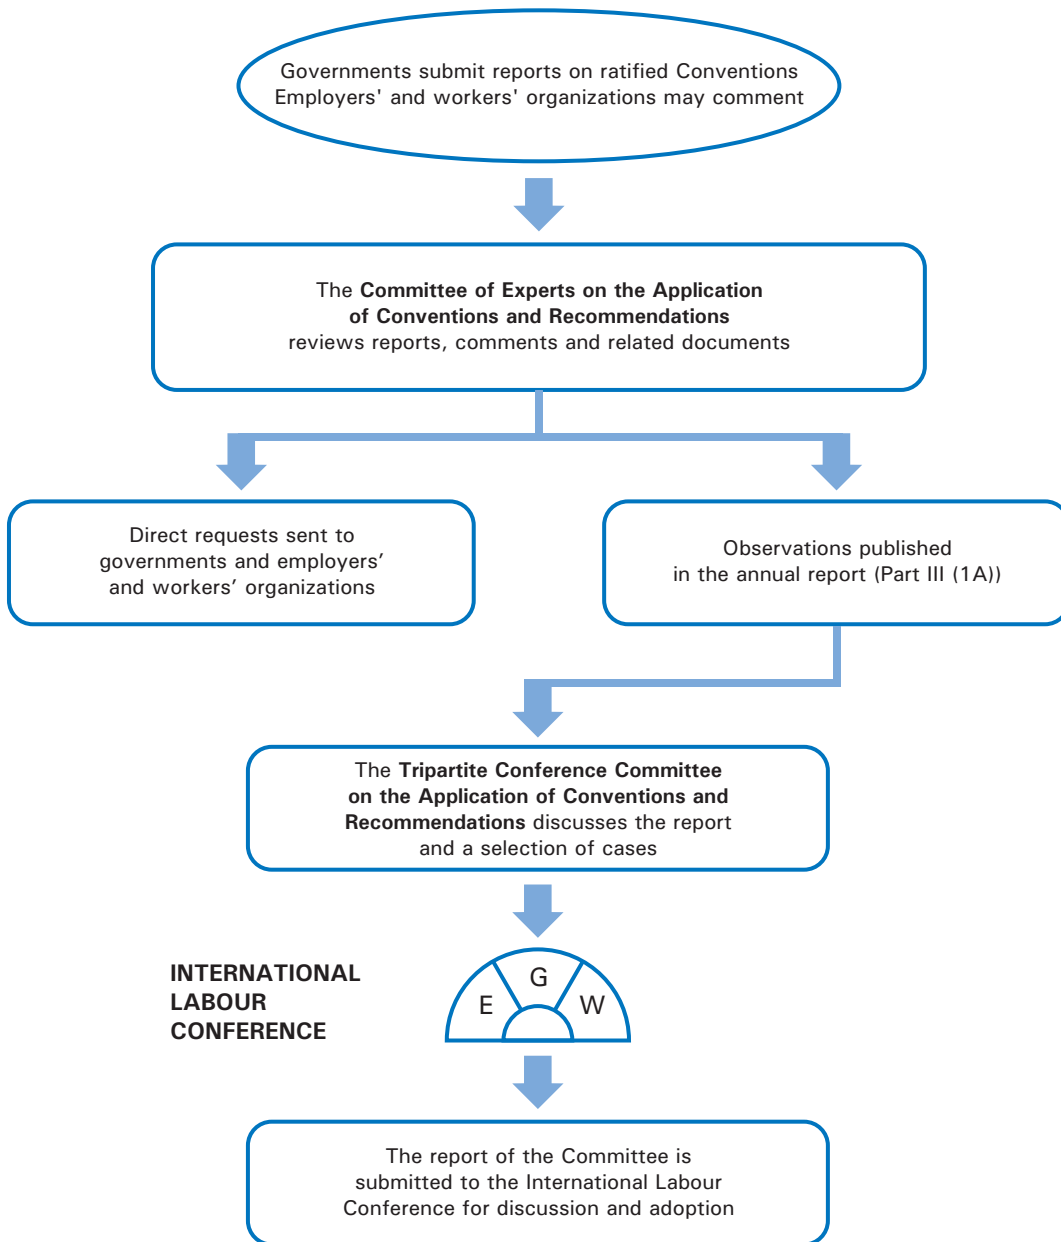 Governments submit reports on ratified Conventions
Employers' and workers' organizations may comment
The Committee of Experts on the Application
of Conventions and Recommendations
reviews reports, comments and related documents
Direct requests sent to
governments and employers’
and workers’ organizations
Observations published
in the annual report (Part III (1A))
The Tripartite Conference Committee
on the Application of Conventions and
Recommendations discusses the report
and a selection of cases
INTERNATIONAL
LABOUR
CONFERENCE
E G W
The report of the Committee is
submitted to the International Labour
Conference for discussion and adoption